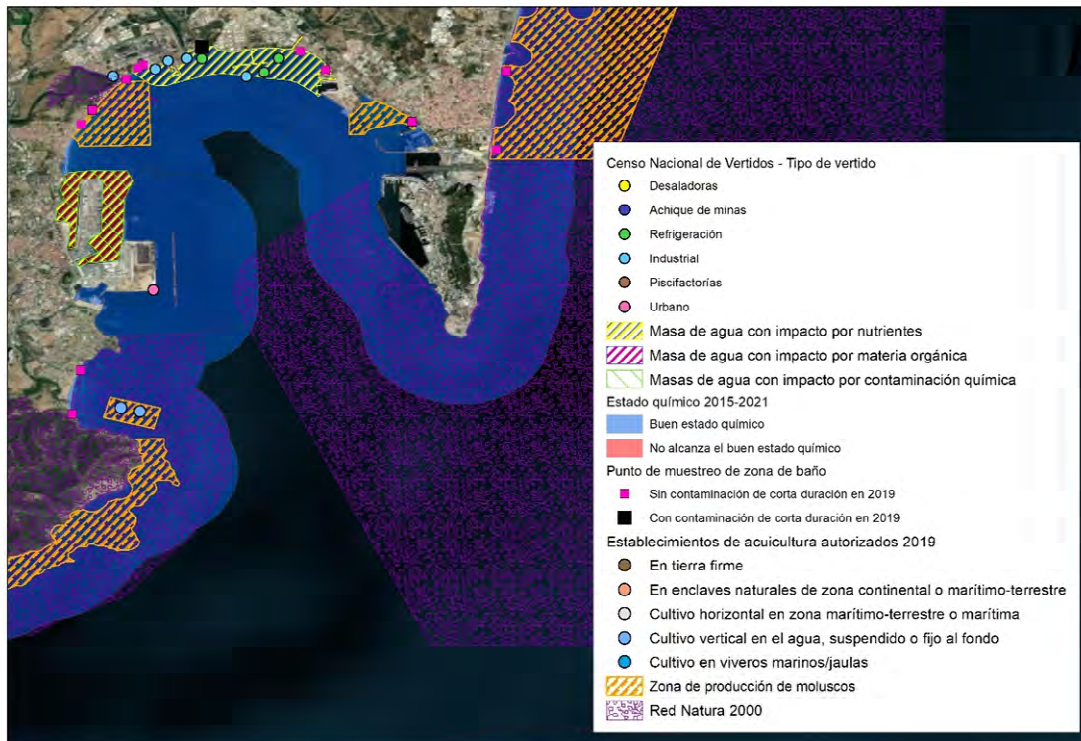 Censo Nacional de Vertidos - Tipo de vertido
Desaladoras
Achique de minas
Refrigeración
Industrial
Piscifactorías
Urbano
Masa de agua con impacto por nutrientes
Masa de agua con impacto por materia orgánica
Masas de agua con impacto por contaminación química
Estado químico 2015-2021
Buen estado químico
No alcanza el buen estado químico
Punto de muestreo de zona de baño
Sin contaminación de corta duración en 2019
Con contaminación de corta duración en 2019
Establecimientos de acuicultura autorizados 2019
En tierra firme
En enclaves naturales de zona continental o marítimo-terrestre
Cultivo horizontal en zona marítimo-terrestre o marítima
Cultivo vertical en el agua, suspendido o fijo al fondo
Cultivo en viveros marinos/jaulas
Zona de producción de moluscos
Red Natura 2000